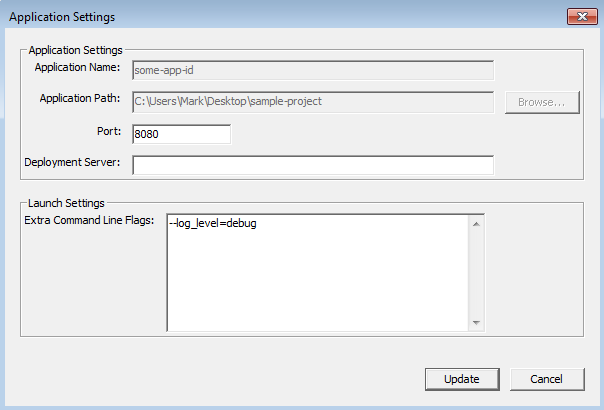 Application Settings
Application Settings
Application Name: some-app-id
Application Path: C:\Users\Mark\Desktop\sample-project Browse...
Port: 8080
Deployment Server:
Launch Settings
Extra Command Line Flags: --log_level=debug
Update Cancel